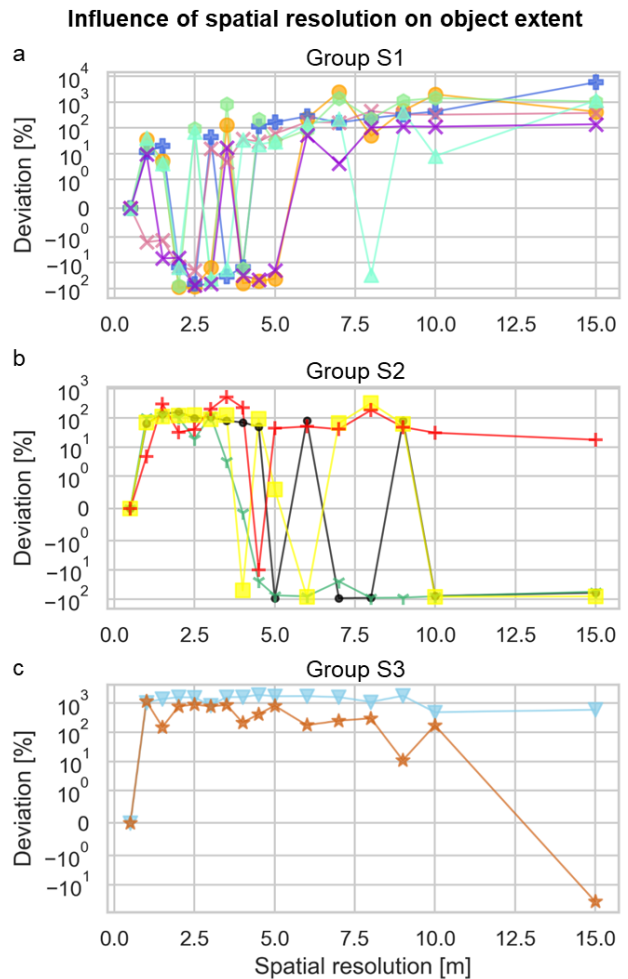 Influence of spatial resolution on object extent
a
Group S1
Deviation [%]
10⁴
10³
10²
10¹
10⁰
0
−10⁰
−10¹
−10²
0.0 2.5 5.0 7.5 10.0 12.5 15.0
b
Group S2
Deviation [%]
10³
10²
10¹
10⁰
0
−10⁰
−10¹
−10²
0.0 2.5 5.0 7.5 10.0 12.5 15.0
c
Group S3
Deviation [%]
10³
10²
10¹
10⁰
0
−10⁰
−10¹
0.0 2.5 5.0 7.5 10.0 12.5 15.0
Spatial resolution [m]